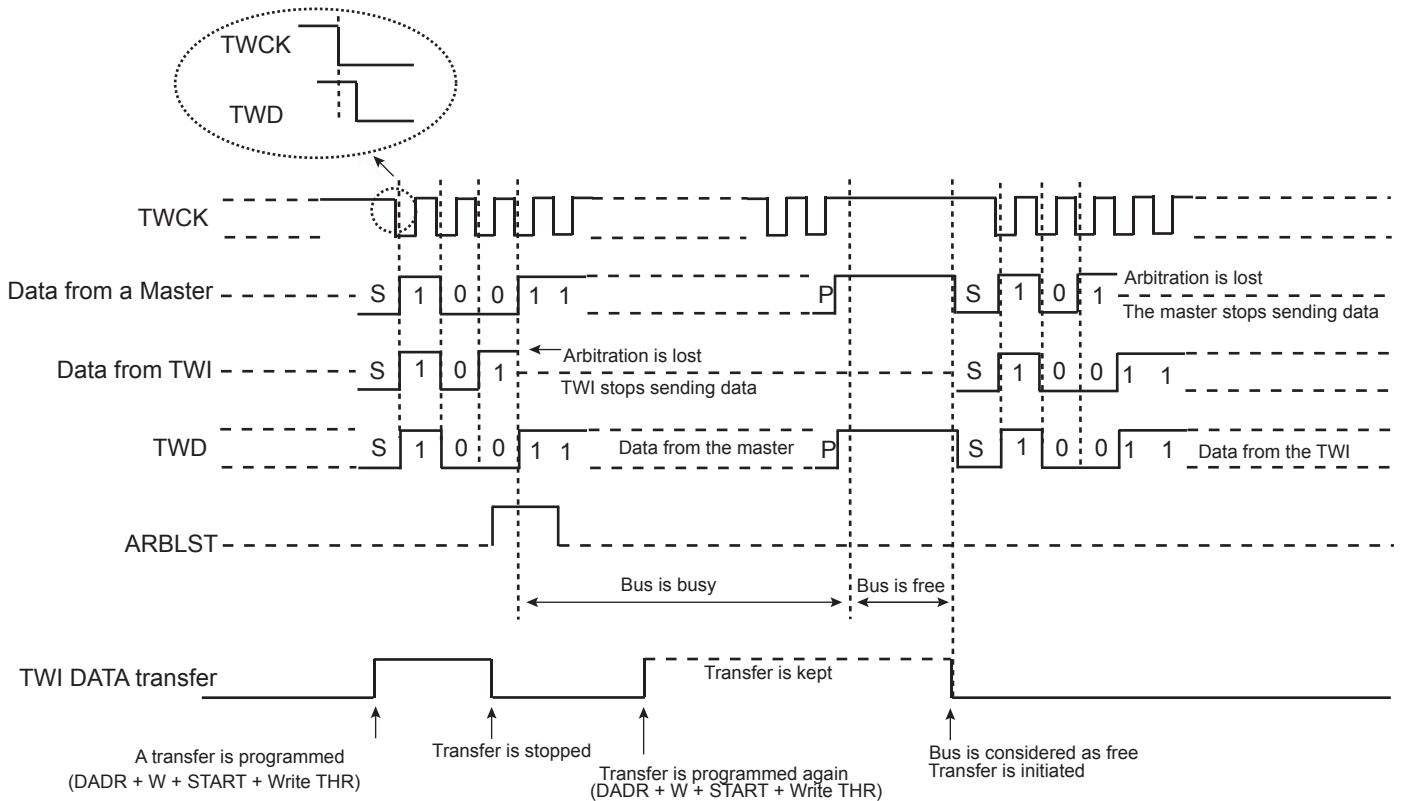 TWCK
TWD
TWCK
Data from a Master S 1 0 0 1 1 P S 1 0 1 Arbitration is lost
The master stops sending data
Data from TWI S 1 0 1 Arbitration is lost S 1 0 0 1 1
TWI stops sending data
TWD S 1 0 0 1 1 Data from the master P S 1 0 0 1 1 Data from the TWI
ARBLST
Bus is busy Bus is free
TWI DATA transfer Transfer is kept
A transfer is programmed
(DADR + W + START + Write THR)
Transfer is stopped
Transfer is programmed again
(DADR + W + START + Write THR)
Bus is considered as free
Transfer is initiated